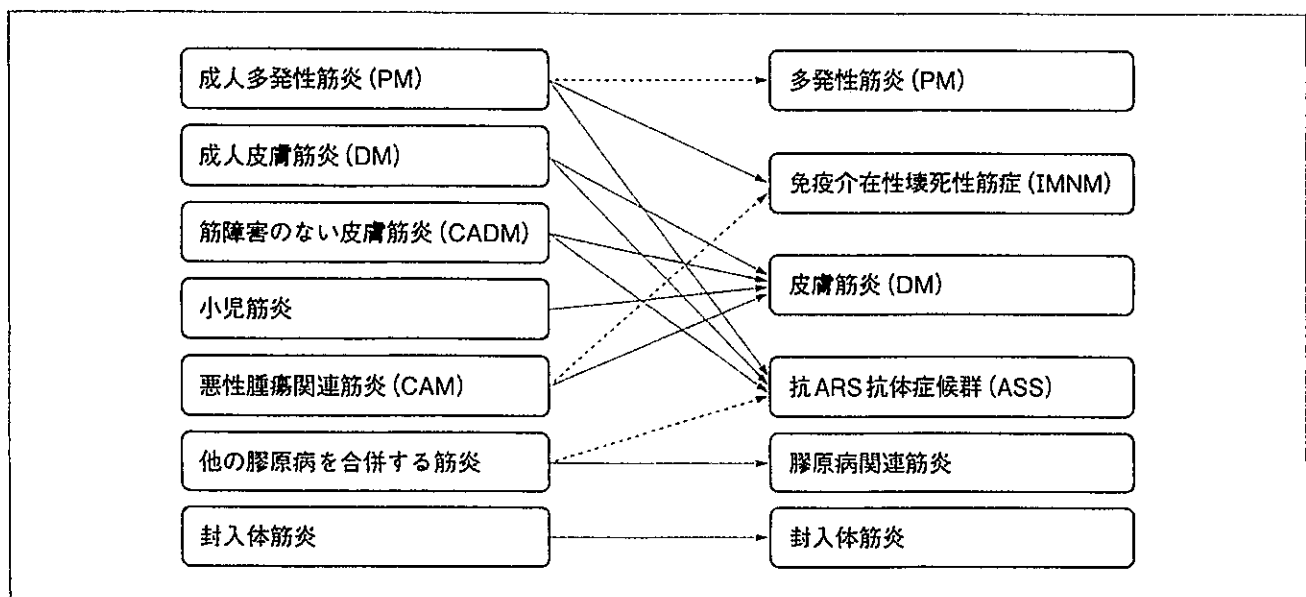 成人多発性筋炎(PM)
成人皮膚筋炎(DM)
筋障害のない皮膚筋炎(CADM)
小児筋炎
悪性腫瘍関連筋炎(CAM)
他の膠原病を合併する筋炎
封入体筋炎
多発性筋炎(PM)
免疫介在性壊死性筋症(IMNM)
皮膚筋炎(DM)
抗ARS抗体症候群(ASS)
膠原病関連筋炎
封入体筋炎